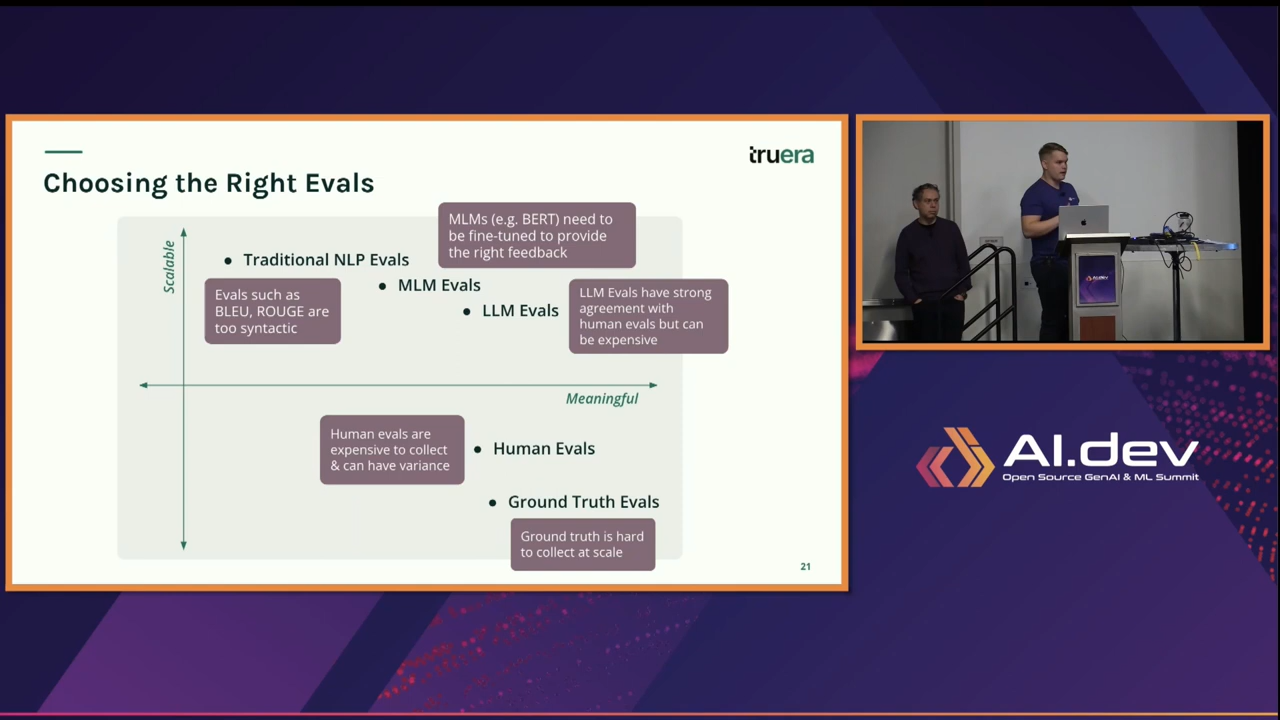 truera
Choosing the Right Evals
Scalable
Traditional NLP Evals
Evals such as
BLEU, ROUGE are
too syntactic
MLMs (e.g. BERT) need to
be fine-tuned to provide
the right feedback
MLM Evals
LLM Evals
LLM Evals have strong
agreement with
human evals but can
be expensive
Meaningful
Human evals are
expensive to collect
& can have variance
Human Evals
Ground Truth Evals
Ground truth is hard
to collect at scale
21
AI.dev
Open Source GenAI & ML Summit